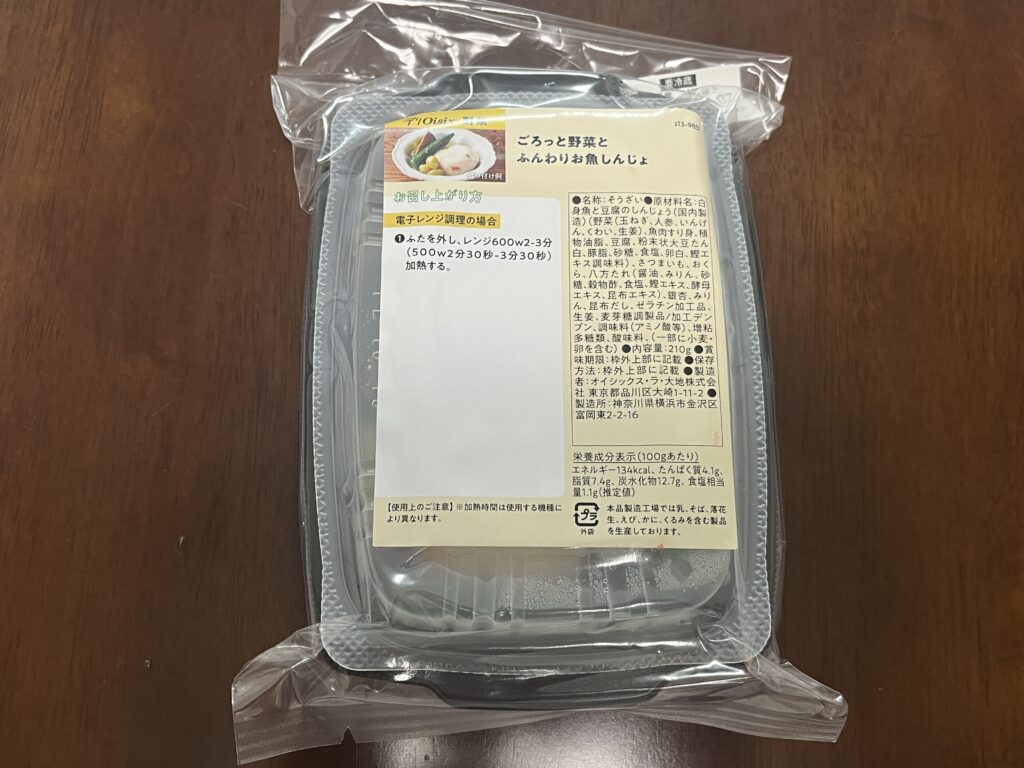 要冷蔵
デリOisix 副菜
盛り付け例
s13-980
ごろっと野菜と
ふんわりお魚しんじょ
お召し上がり方
電子レンジ調理の場合
❶ふたを外し、レンジ600w2-3分
(500w2分30秒-3分30秒)
加熱する。
●名称:そうざい●原材料名:白
身魚と豆腐のしんじょう(国内製
造)(野菜(玉ねぎ、人参、いんげ
ん、くわい、生姜)、魚肉すり身、植
物油脂、豆腐、粉末状大豆たん
白、豚脂、砂糖、食塩、卵白、鰹エ
キス調味料)、さつまいも、おく
ら、八方たれ(醤油、みりん、砂
糖、穀物酢、食塩、鰹エキス、酵母
エキス、昆布エキス)、銀杏、みり
ん、昆布だし、ゼラチン加工品、
生姜、麦芽糖調製品/加工デン
プン、調味料(アミノ酸等)、増粘
多糖類、酸味料、(一部に小麦・
卵を含む)●内容量:210g●賞
味期限:枠外上部に記載●保存
方法:枠外上部に記載●製造
者:オイシックス・ラ・大地株式会
社 東京都品川区大崎1-11-2●
製造所:神奈川県横浜市金沢区
富岡東2-2-16
栄養成分表示(100gあたり)
エネルギー134kcal、たんぱく質4.1g、
脂質7.4g、炭水化物12.7g、食塩相当
量1.1g(推定値)
【使用上のご注意】※加熱時間は使用する機種に
より異なります。
プラ
外袋
本品製造工場では乳、そば、落花
生、えび、かに、くるみを含む製品
を生産しております。